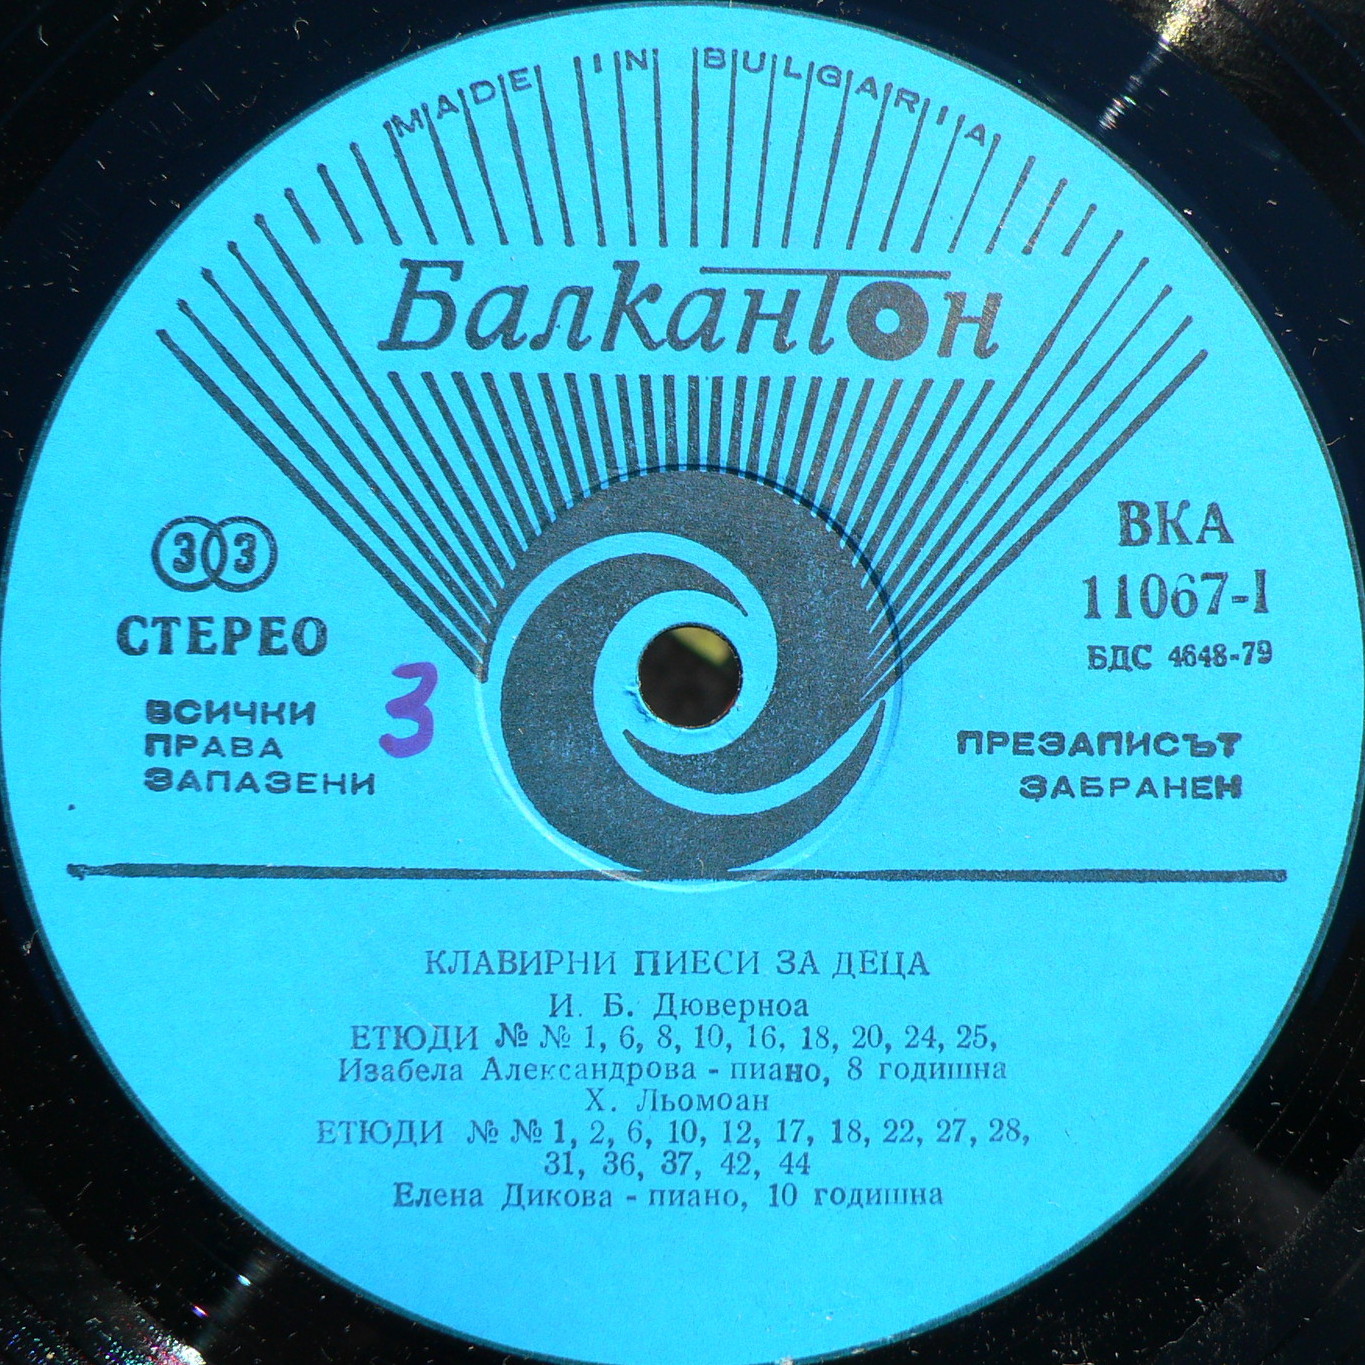 MADE IN BULGARIA
Балкантон
33
СТЕРЕО
ВКА
11067-1
БДС 4648-79
3
ВСИЧКИ
ПРАВА
ЗАПАЗЕНИ
ПРЕЗАПИСЪТ
ЗАБРАНЕН
КЛАВИРНИ ПИЕСИ ЗА ДЕЦА
И. Б. Дюверноа
ЕТЮДИ № № 1, 6, 8, 10, 16, 18, 20, 24, 25,
Изабела Александрова - пиано, 8 годишна
Х. Льомоан
ЕТЮДИ № № 1, 2, 6, 10, 12, 17, 18, 22, 27, 28,
31, 36, 37, 42, 44
Елена Дикова - пиано, 10 годишна